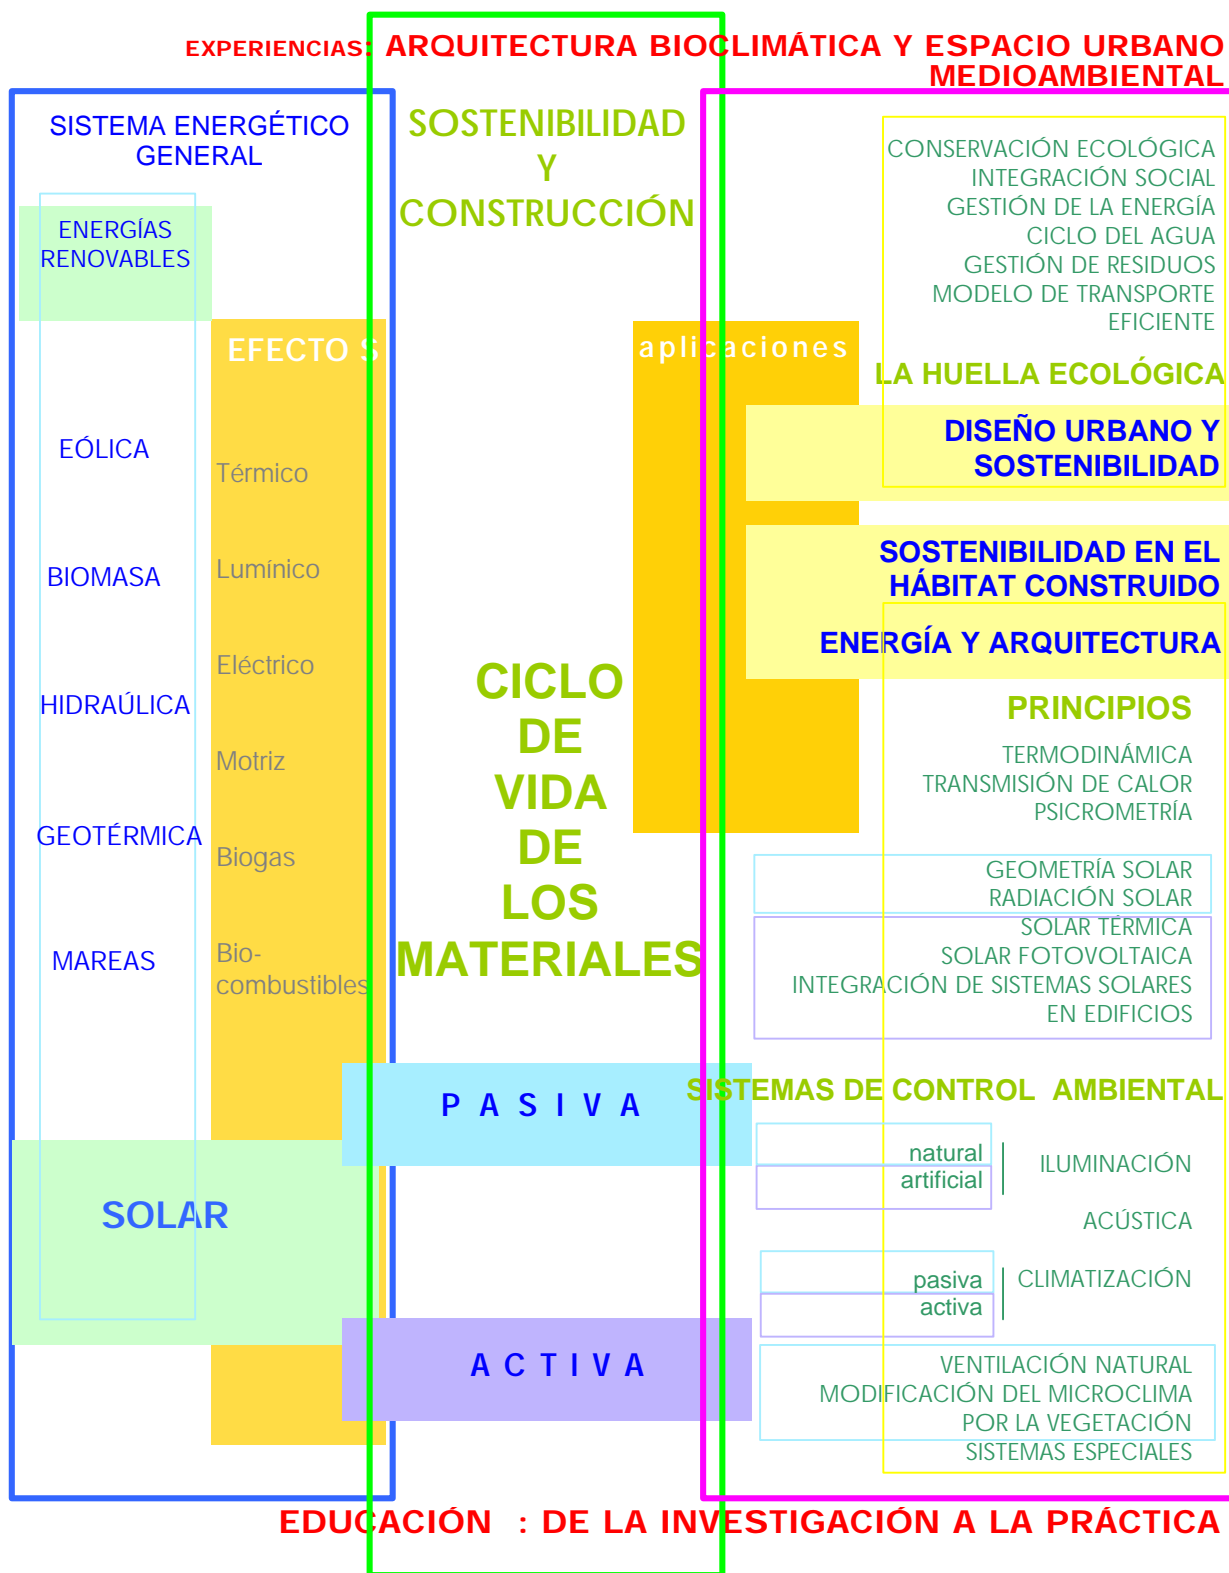 EXPERIENCIAS: ARQUITECTURA BIOCLIMÁTICA Y ESPACIO URBANO
MEDIOAMBIENTAL
SISTEMA ENERGÉTICO
GENERAL
ENERGÍAS
RENOVABLES
EÓLICA
BIOMASA
HIDRAÚLICA
GEOTÉRMICA
MAREAS
SOLAR
EFECTO S
Térmico
Lumínico
Eléctrico
Motriz
Biogas
Bio-
combustibles
SOSTENIBILIDAD
Y
CONSTRUCCIÓN
CICLO
DE
VIDA
DE
LOS
MATERIALES
PASIVA
ACTIVA
aplicaciones
CONSERVACIÓN ECOLÓGICA
INTEGRACIÓN SOCIAL
GESTIÓN DE LA ENERGÍA
CICLO DEL AGUA
GESTIÓN DE RESIDUOS
MODELO DE TRANSPORTE
EFICIENTE
LA HUELLA ECOLÓGICA
DISEÑO URBANO Y
SOSTENIBILIDAD
SOSTENIBILIDAD EN EL
HÁBITAT CONSTRUIDO
ENERGÍA Y ARQUITECTURA
PRINCIPIOS
TERMODINÁMICA
TRANSMISIÓN DE CALOR
PSICROMETRÍA
GEOMETRÍA SOLAR
RADIACIÓN SOLAR
SOLAR TÉRMICA
SOLAR FOTOVOLTAICA
INTEGRACIÓN DE SISTEMAS SOLARES
EN EDIFICIOS
SISTEMAS DE CONTROL AMBIENTAL
natural
artificial
ILUMINACIÓN
ACÚSTICA
pasiva
activa
CLIMATIZACIÓN
VENTILACIÓN NATURAL
MODIFICACIÓN DEL MICROCLIMA
POR LA VEGETACIÓN
SISTEMAS ESPECIALES
EDUCACIÓN : DE LA INVESTIGACIÓN A LA PRÁCTICA